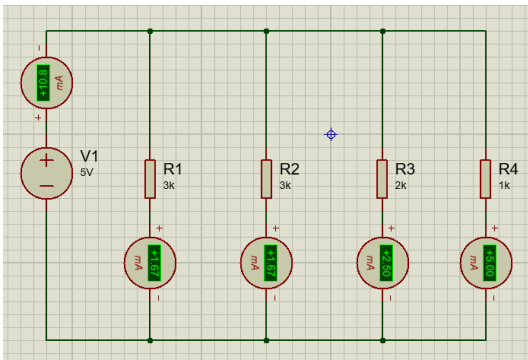 −
+10.8
mA
+
+
−
V1
5V
R1
3k
R2
3k
R3
2k
R4
1k
+
+1.67
mA
−
+
+1.67
mA
−
+
+2.50
mA
−
+
+5.00
mA
−